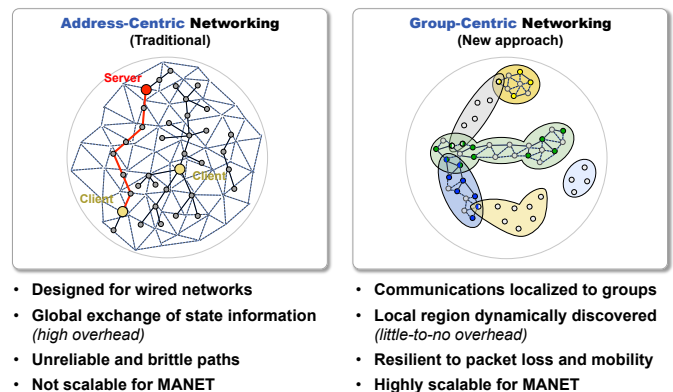 Address-Centric Networking
(Traditional)
Server
Client
Client
• Designed for wired networks
• Global exchange of state information
(high overhead)
• Unreliable and brittle paths
• Not scalable for MANET
Group-Centric Networking
(New approach)
• Communications localized to groups
• Local region dynamically discovered
(little-to-no overhead)
• Resilient to packet loss and mobility
• Highly scalable for MANET